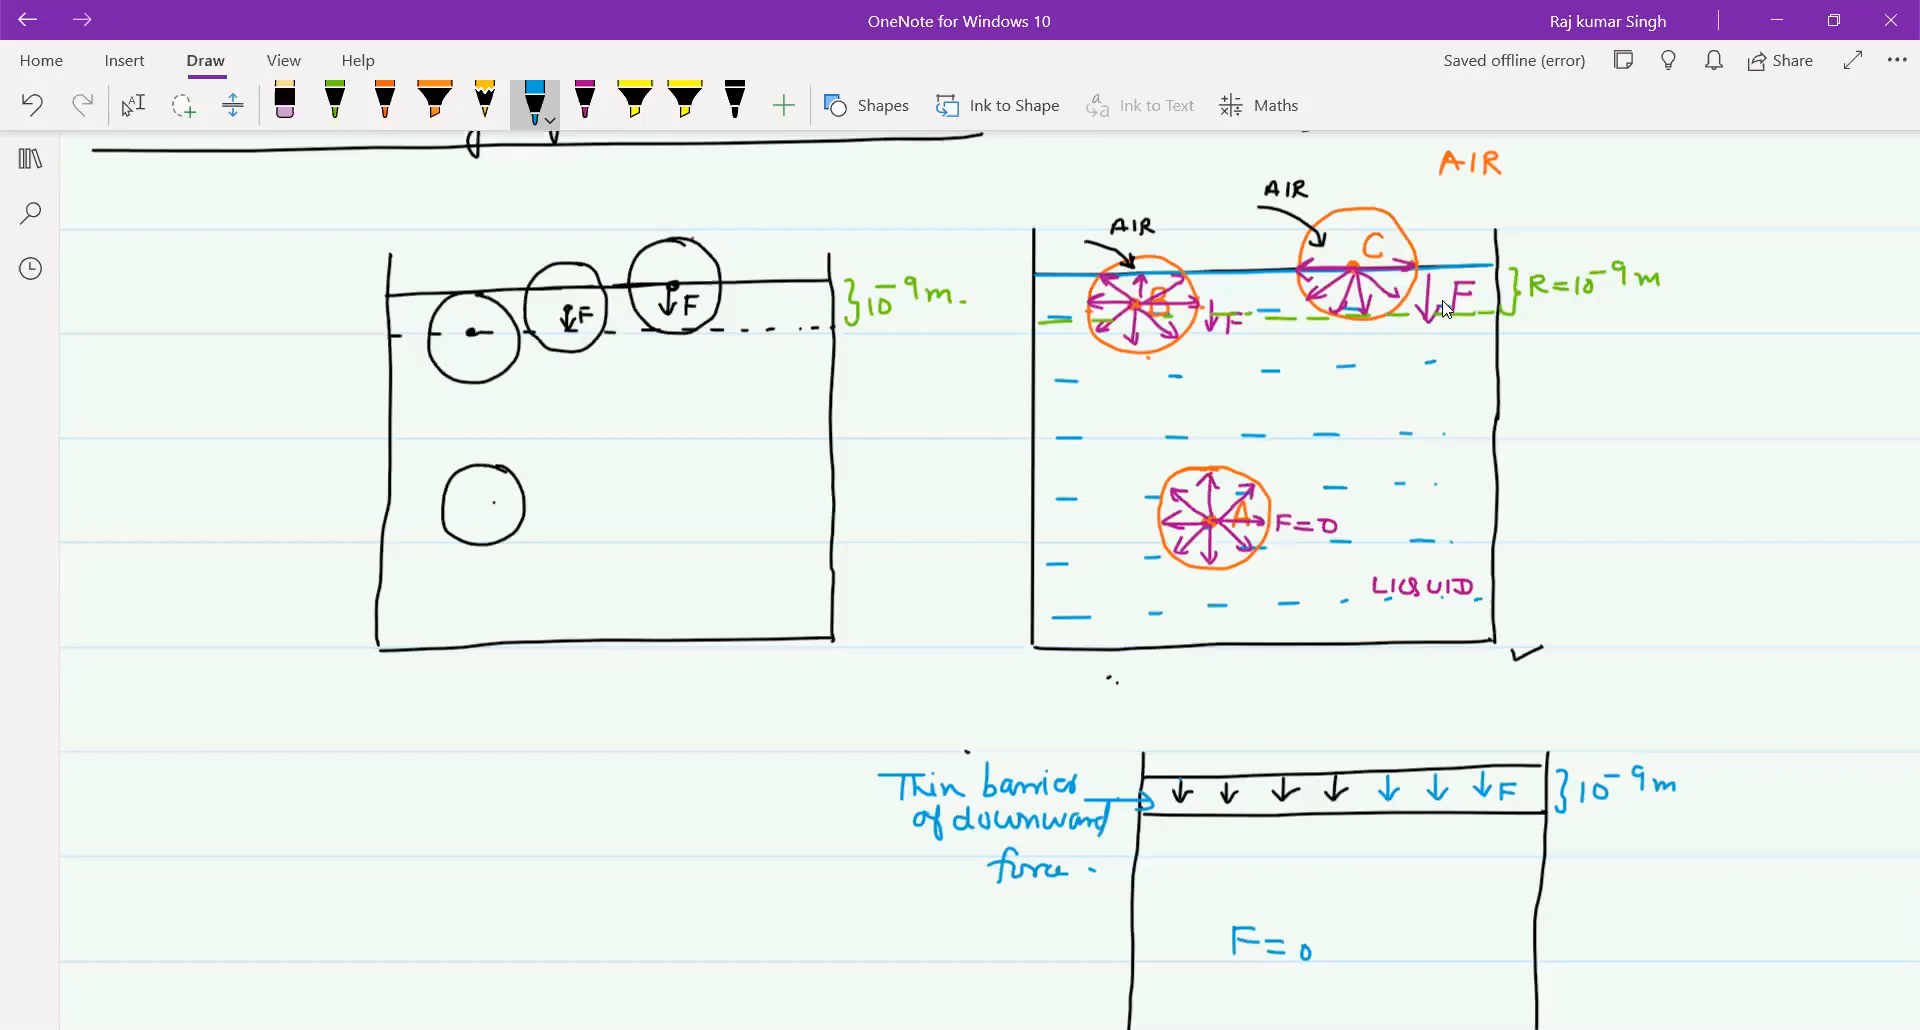 OneNote for Windows 10
Raj kumar Singh
Home Insert Draw View Help
Saved offline (error)
Share
Shapes
Ink to Shape
Ink to Text
Maths
AIR
AIR
AIR
F
F
}10⁻⁹m.
B
F
C
F
}R=10⁻⁹m
A
F=0
LIQUID
Thin barrier
of downward
force.
F
}10⁻⁹m
F=0